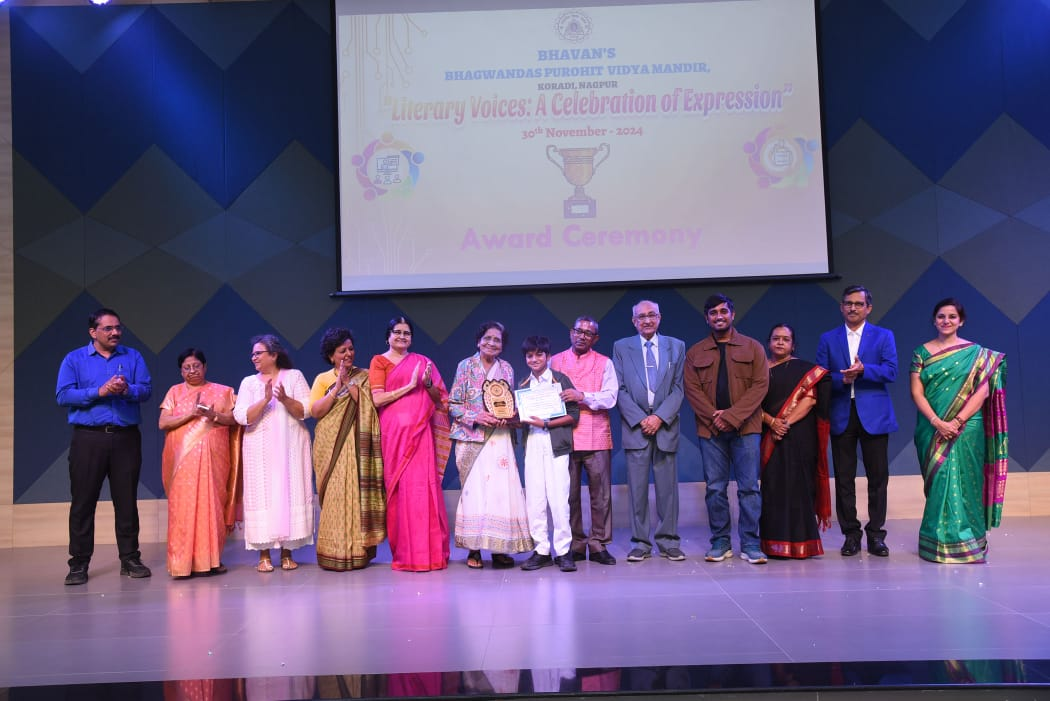 BHAVAN'S
BHAGWANDAS PUROHIT VIDYA MANDIR,
KORADI, NAGPUR
"Literary Voices: A Celebration of Expression"
30th November - 2024
Award Ceremony